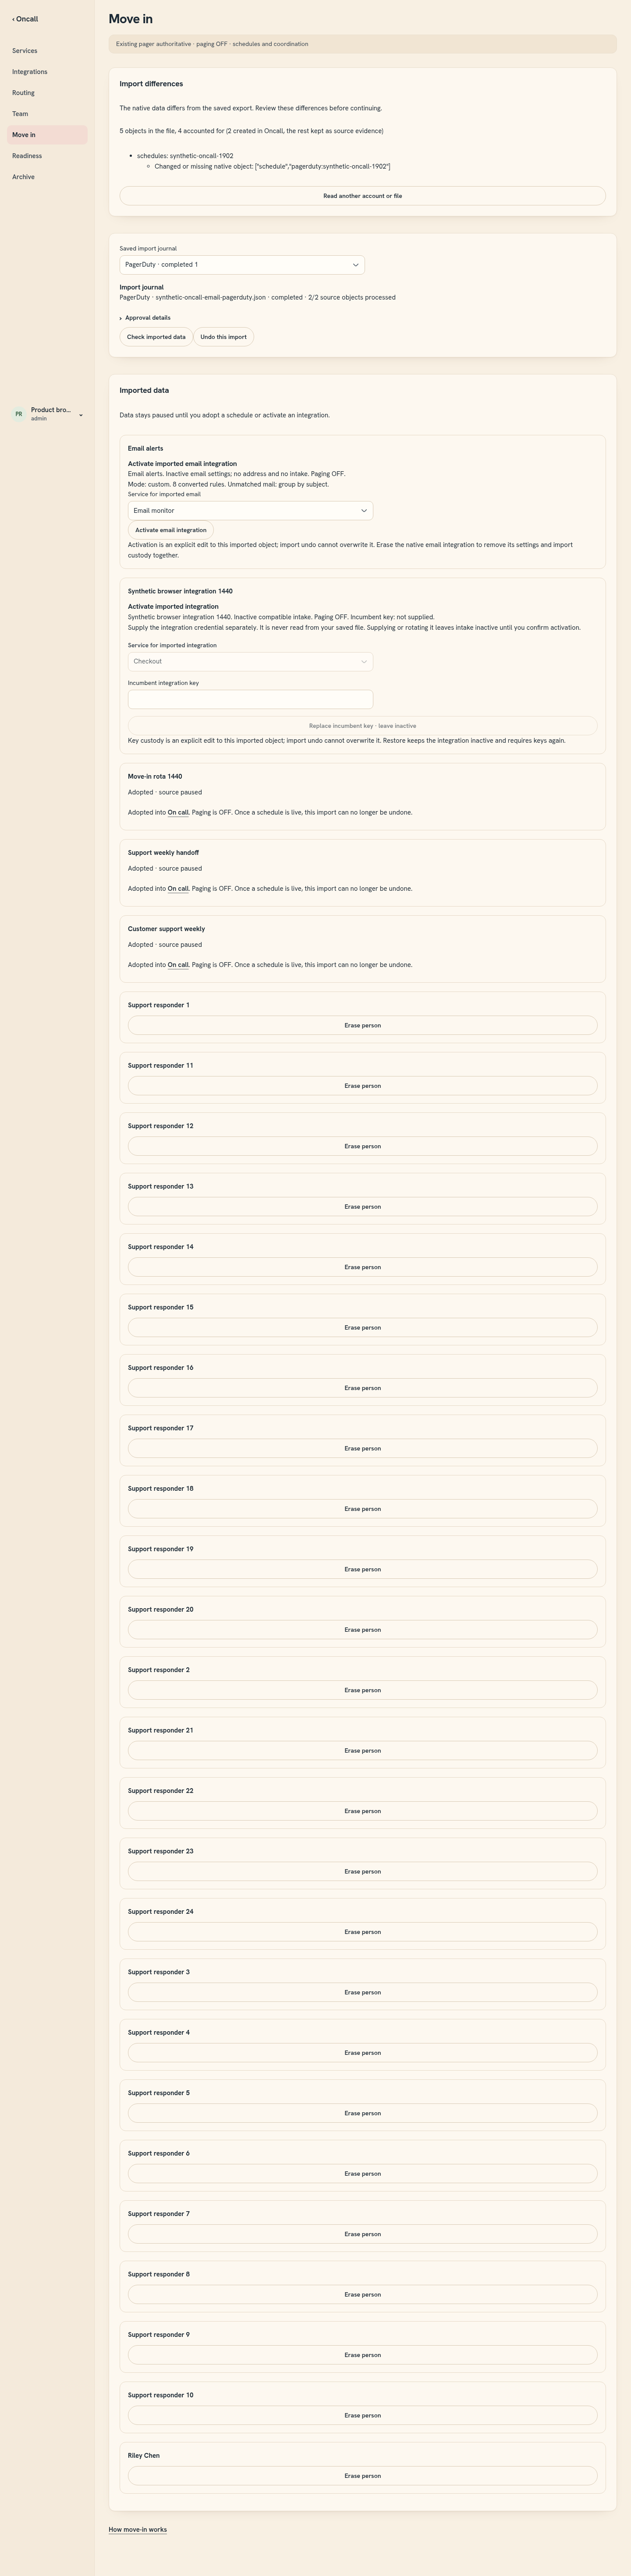 ‹ Oncall
Services
Integrations
Routing
Team
Move in
Readiness
Archive
PR
Product bro...
admin
Move in
Existing pager authoritative · paging OFF · schedules and coordination
Import differences
The native data differs from the saved export. Review these differences before continuing.
5 objects in the file, 4 accounted for (2 created in Oncall, the rest kept as source evidence)
schedules: synthetic-oncall-1902
Changed or missing native object: ["schedule","pagerduty:synthetic-oncall-1902"]
Read another account or file
Saved import journal
PagerDuty · completed 1
Import journal
PagerDuty · synthetic-oncall-email-pagerduty.json · completed · 2/2 source objects processed
Approval details
Check imported data
Undo this import
Imported data
Data stays paused until you adopt a schedule or activate an integration.
Email alerts
Activate imported email integration
Email alerts. Inactive email settings; no address and no intake. Paging OFF.
Mode: custom. 8 converted rules. Unmatched mail: group by subject.
Service for imported email
Email monitor
Activate email integration
Activation is an explicit edit to this imported object; import undo cannot overwrite it. Erase the native email integration to remove its settings and import
custody together.
Synthetic browser integration 1440
Activate imported integration
Synthetic browser integration 1440. Inactive compatible intake. Paging OFF. Incumbent key: not supplied.
Supply the integration credential separately. It is never read from your saved file. Supplying or rotating it leaves intake inactive until you confirm activation.
Service for imported integration
Checkout
Incumbent integration key
Replace incumbent key · leave inactive
Key custody is an explicit edit to this imported object; import undo cannot overwrite it. Restore keeps the integration inactive and requires keys again.
Move-in rota 1440
Adopted · source paused
Adopted into On call. Paging is OFF. Once a schedule is live, this import can no longer be undone.
Support weekly handoff
Adopted · source paused
Adopted into On call. Paging is OFF. Once a schedule is live, this import can no longer be undone.
Customer support weekly
Adopted · source paused
Adopted into On call. Paging is OFF. Once a schedule is live, this import can no longer be undone.
Support responder 1
Erase person
Support responder 11
Erase person
Support responder 12
Erase person
Support responder 13
Erase person
Support responder 14
Erase person
Support responder 15
Erase person
Support responder 16
Erase person
Support responder 17
Erase person
Support responder 18
Erase person
Support responder 19
Erase person
Support responder 20
Erase person
Support responder 2
Erase person
Support responder 21
Erase person
Support responder 22
Erase person
Support responder 23
Erase person
Support responder 24
Erase person
Support responder 3
Erase person
Support responder 4
Erase person
Support responder 5
Erase person
Support responder 6
Erase person
Support responder 7
Erase person
Support responder 8
Erase person
Support responder 9
Erase person
Support responder 10
Erase person
Riley Chen
Erase person
How move-in works